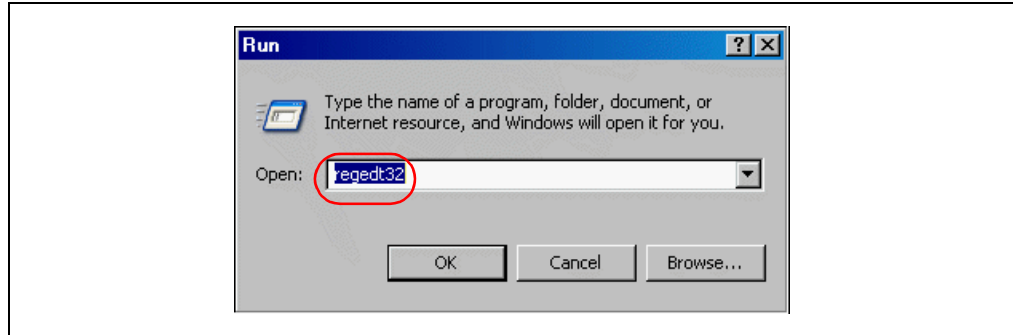 Run
Type the name of a program, folder, document, or
Internet resource, and Windows will open it for you.
Open: regedt32
OK Cancel Browse...